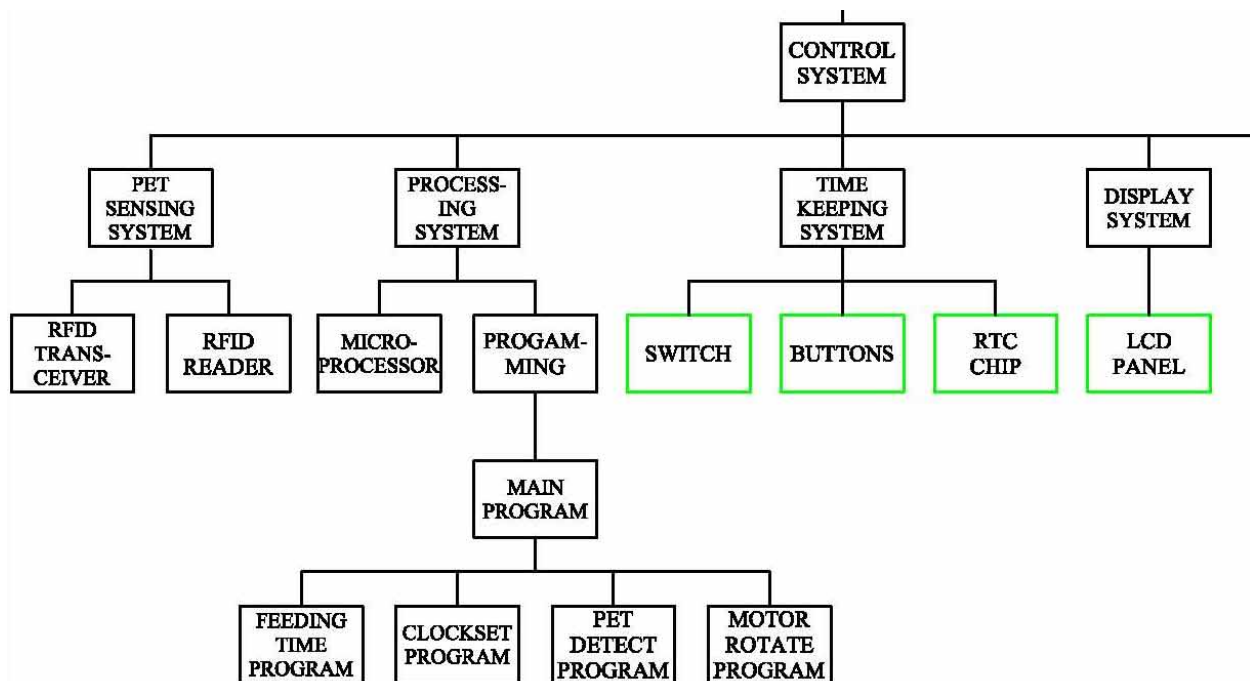 CONTROL
SYSTEM
PET
SENSING
SYSTEM
PROCESS-
ING
SYSTEM
TIME
KEEPING
SYSTEM
DISPLAY
SYSTEM
RFID
TRANS-
CEIVER
RFID
READER
MICRO-
PROCESSOR
PROGAM-
MING
SWITCH
BUTTONS
RTC
CHIP
LCD
PANEL
MAIN
PROGRAM
FEEDING
TIME
PROGRAM
CLOCKSET
PROGRAM
PET
DETECT
PROGRAM
MOTOR
ROTATE
PROGRAM